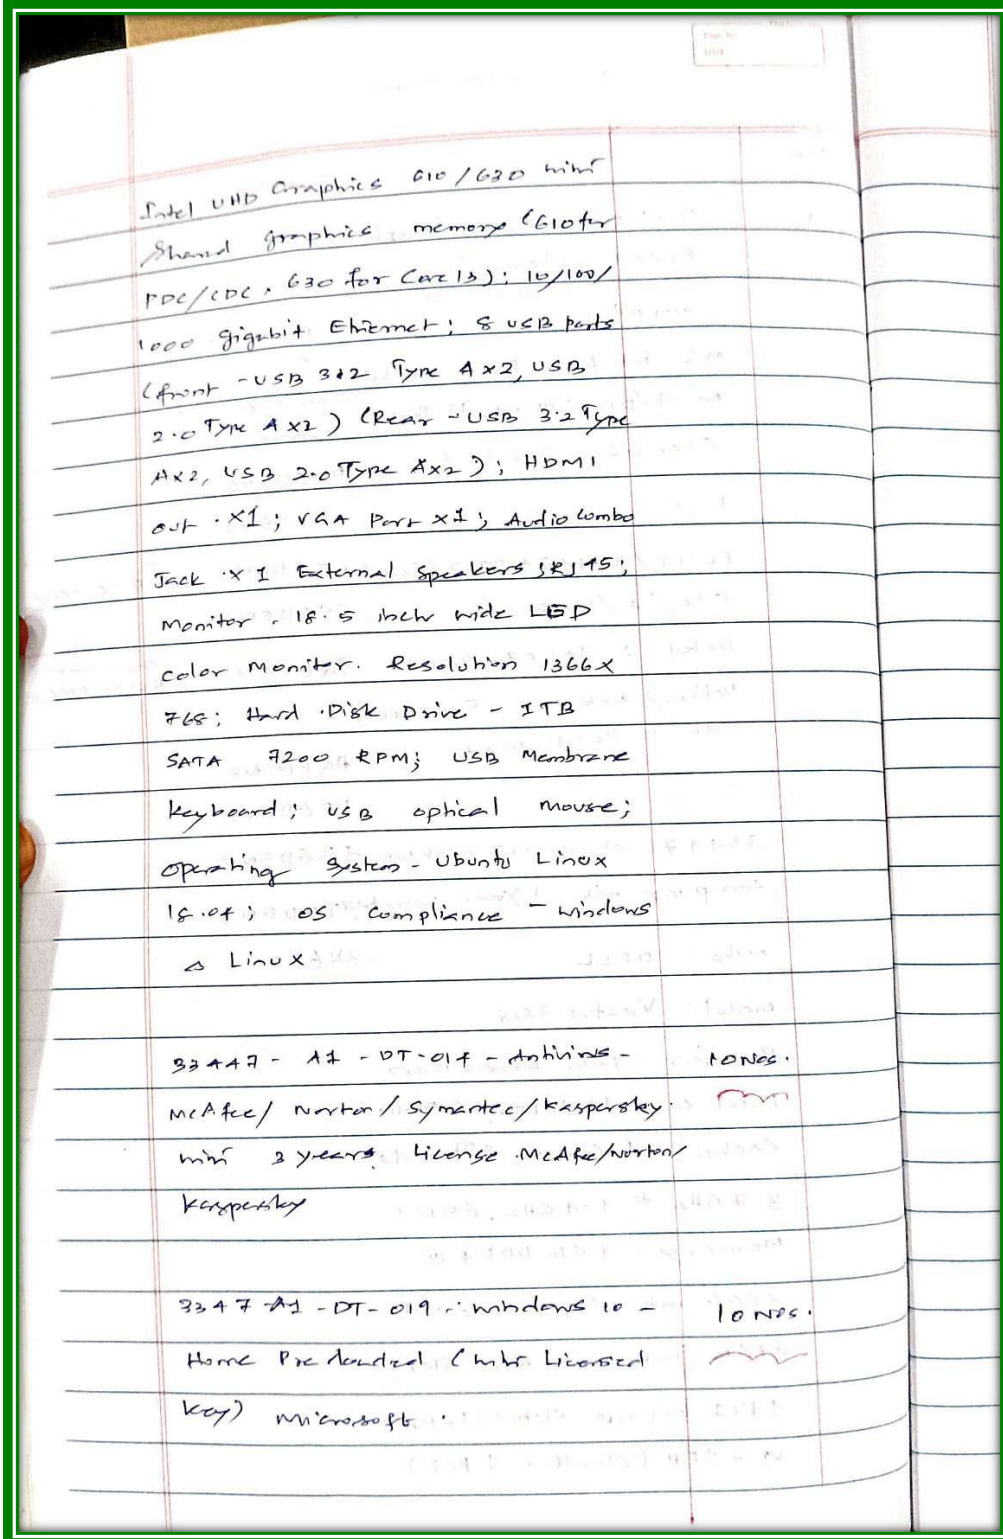 Intel UHD Graphics 610/630 with
Shared graphics memory (610 for
PDC/CDC, 630 for Core I3); 10/100/
1000 gigabit Ethernet; 8 USB ports
(front - USB 3.2 Type A x2, USB
2.0 Type A x2) (Rear - USB 3.2 Type
A x2, USB 2.0 Type A x2); HDMI
out x1; VGA Port x1; Audio Combo
Jack x 1 External Speakers; RJ45;
Monitor, 18.5 inch wide LED
color Monitor. Resolution 1366 x
768; Hard Disk Drive - 1TB
SATA 7200 RPM; USB Membrane
Keyboard; USB optical mouse;
operating System - Ubuntu Linux
18.04; OS Compliance - windows
Linux
33447 - A1 - DT-014 - Antivirus - 10 Nos.
McAfee/ Norton / Symantec/ Kaspersky.
with 3 years License McAfee/Norton/
Kaspersky
3347-A1 - DT-019 - windows 10 - 10 Nos.
Home Pre loaded (with Licensed
Key) Microsoft.